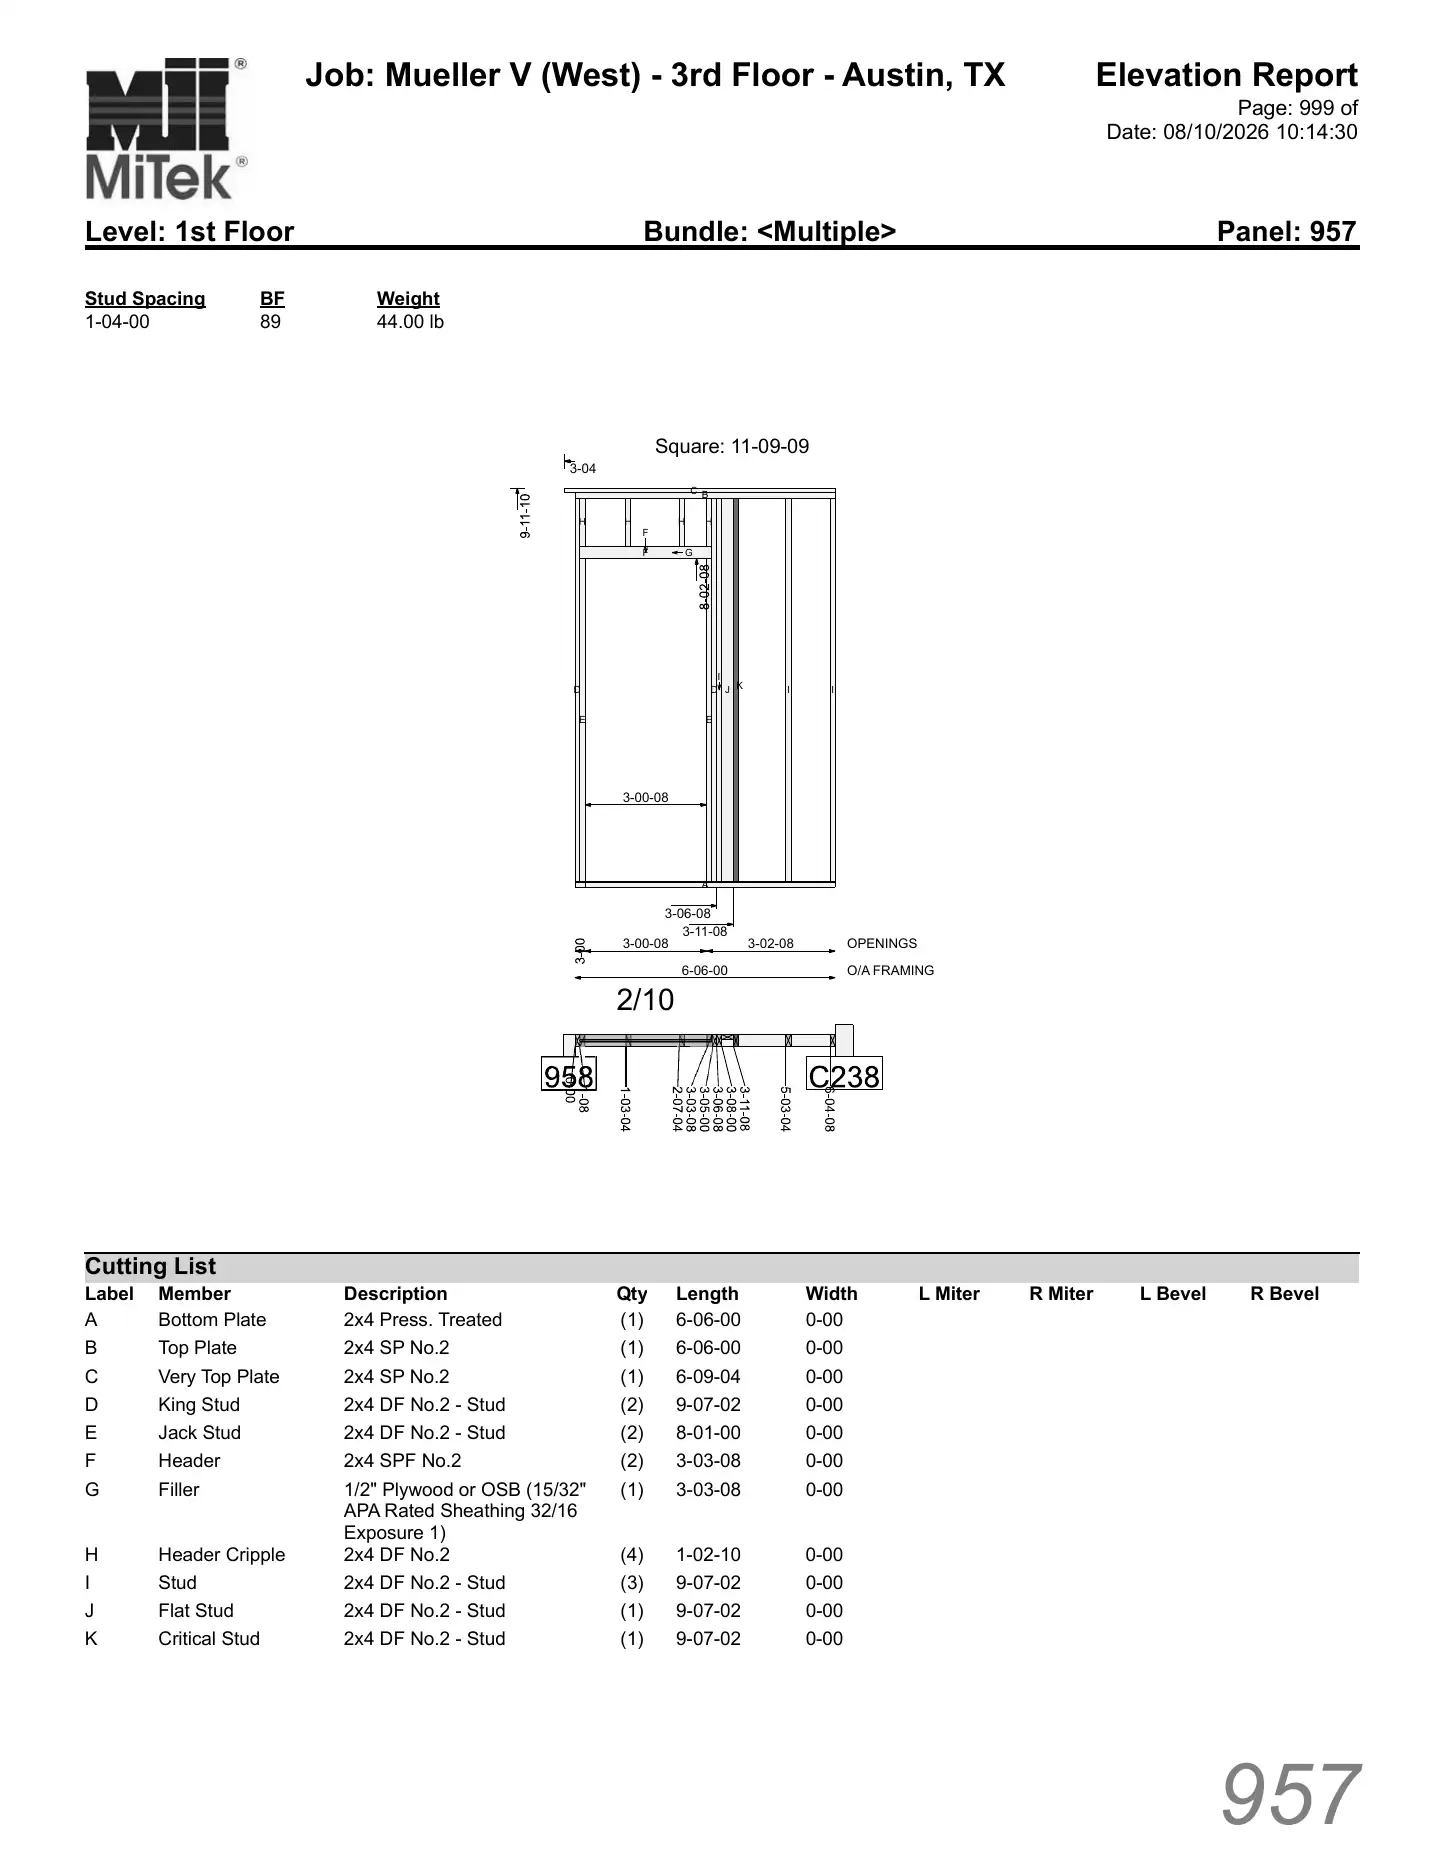 Job: Mueller V (West) - 3rd Floor - Austin, TX
Elevation Report
Page: 999 of
Date: 08/10/2026 10:14:30
®
MiTek®
Level: 1st Floor Bundle: <Multiple> Panel: 957
Stud Spacing BF Weight
1-04-00 89 44.00 lb
Square: 11-09-09
3-04
C B
9-11-10
H H H H
F
F G
8-02-08
I
D D J K I I
E E
3-00-08
A
3-06-08
3-11-08
3-00 3-00-08 3-02-08 OPENINGS
6-06-00 O/A FRAMING
2/10
958 C238
00 -08 1-03-04 2-07-04 3-03-08 3-05-00 3-06-08 3-08-00 3-11-08 5-03-04 6-04-08
Cutting List
Label Member Description Qty Length Width L Miter R Miter L Bevel R Bevel
A Bottom Plate 2x4 Press. Treated (1) 6-06-00 0-00
B Top Plate 2x4 SP No.2 (1) 6-06-00 0-00
C Very Top Plate 2x4 SP No.2 (1) 6-09-04 0-00
D King Stud 2x4 DF No.2 - Stud (2) 9-07-02 0-00
E Jack Stud 2x4 DF No.2 - Stud (2) 8-01-00 0-00
F Header 2x4 SPF No.2 (2) 3-03-08 0-00
G Filler 1/2" Plywood or OSB (15/32" (1) 3-03-08 0-00
APA Rated Sheathing 32/16
Exposure 1)
H Header Cripple 2x4 DF No.2 (4) 1-02-10 0-00
I Stud 2x4 DF No.2 - Stud (3) 9-07-02 0-00
J Flat Stud 2x4 DF No.2 - Stud (1) 9-07-02 0-00
K Critical Stud 2x4 DF No.2 - Stud (1) 9-07-02 0-00
957